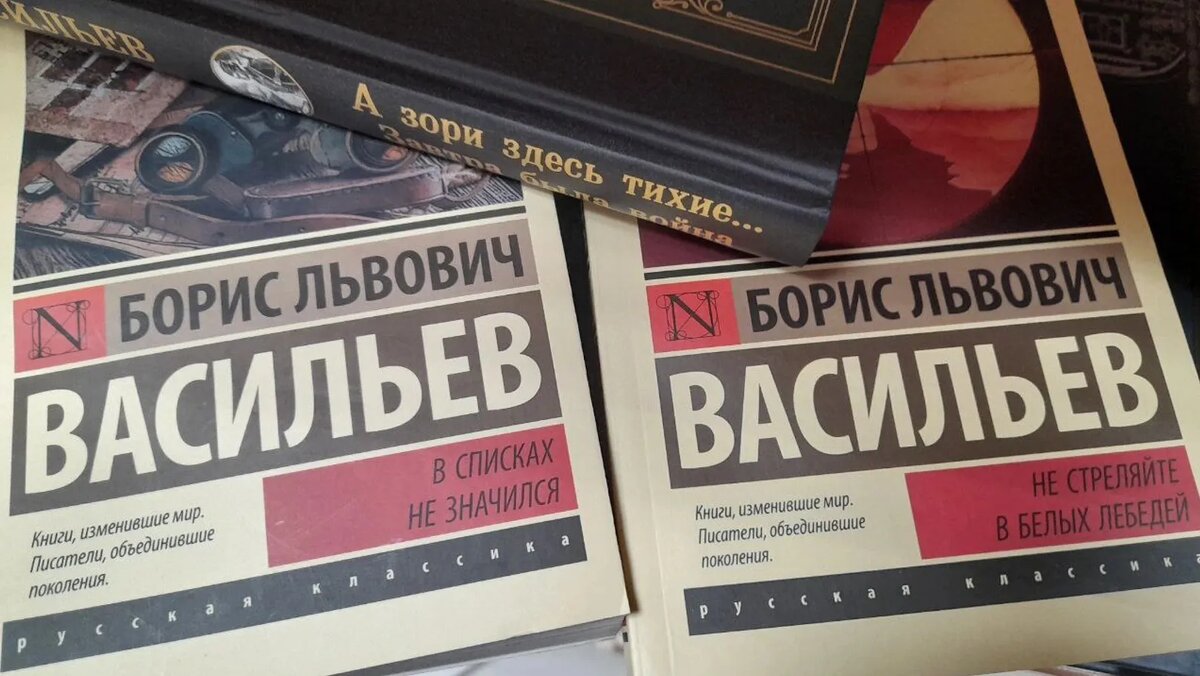 А зори здесь тихие...
Завтра была война
N
БОРИС ЛЬВОВИЧ
ВАСИЛЬЕВ
В СПИСКАХ
НЕ ЗНАЧИЛСЯ
Книги, изменившие мир.
Писатели, объединившие
поколения.
русская классика
N
БОРИС ЛЬВОВИЧ
ВАСИЛЬЕВ
НЕ СТРЕЛЯЙТЕ
В БЕЛЫХ ЛЕБЕДЕЙ
Книги, изменившие мир.
Писатели, объединившие
поколения.
русская классика